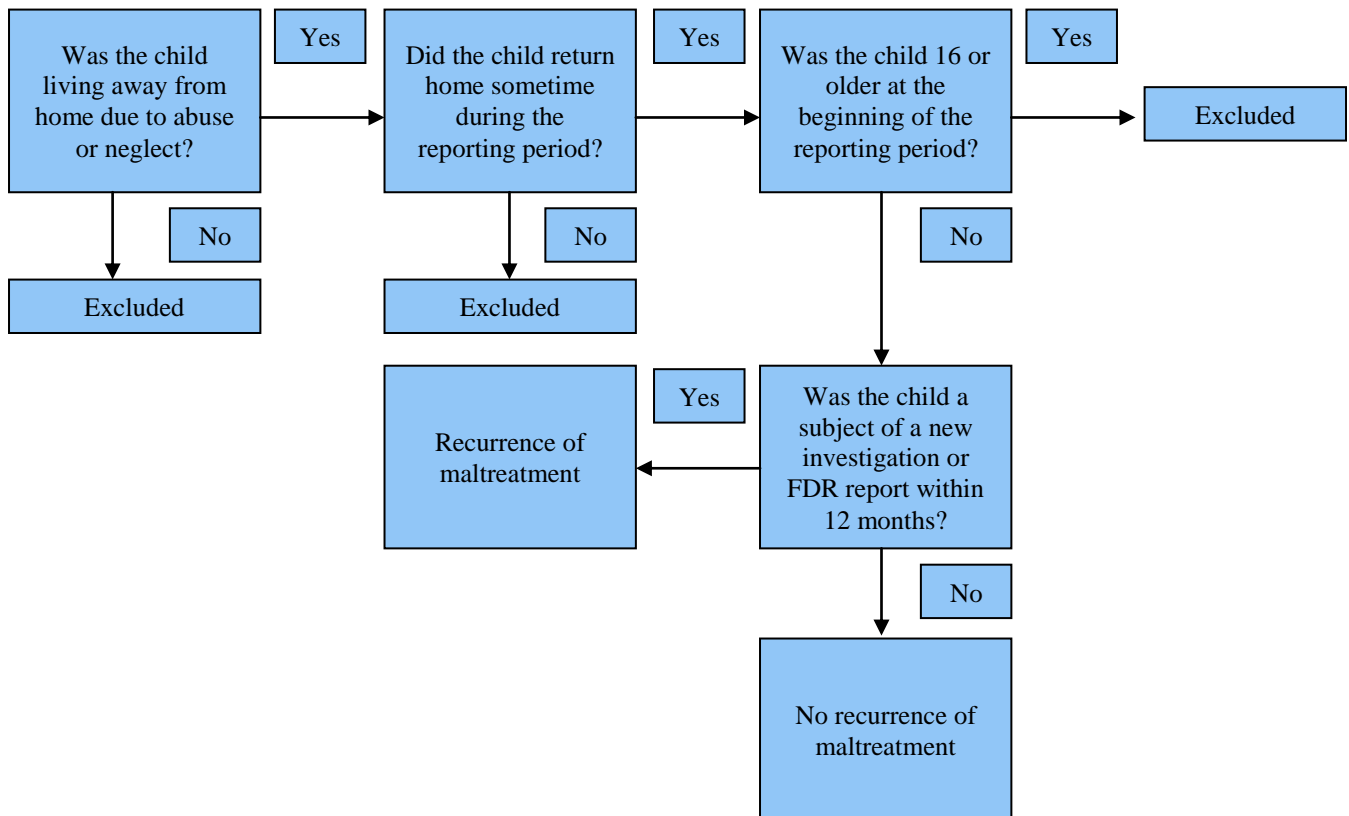 Was the child
living away from
home due to abuse
or neglect?
Yes
Did the child return
home sometime
during the
reporting period?
Yes
Was the child 16 or
older at the
beginning of the
reporting period?
Yes
Excluded
No
Excluded
No
Excluded
No
Recurrence of
maltreatment
Yes
Was the child a
subject of a new
investigation or
FDR report within
12 months?
No
No recurrence of
maltreatment